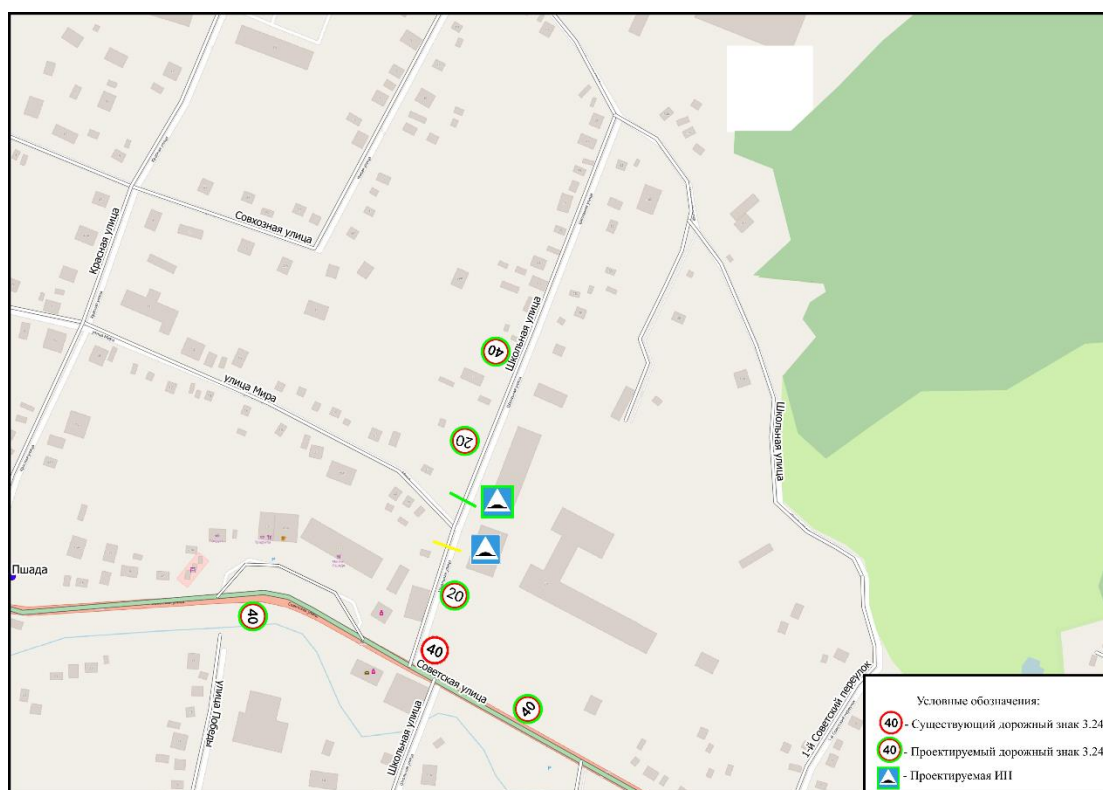 Красная улица
Совхозная улица
Школьная улица
40
улица Мира
20
Школьная улица
Пшада
20
40
40
Советская улица
40
улица Победы
Школьная улица
1-й Советский переулок
Условные обозначения:
40 - Существующий дорожный знак 3.24
40 - Проектируемый дорожный знак 3.24
- Проектируемая ИН